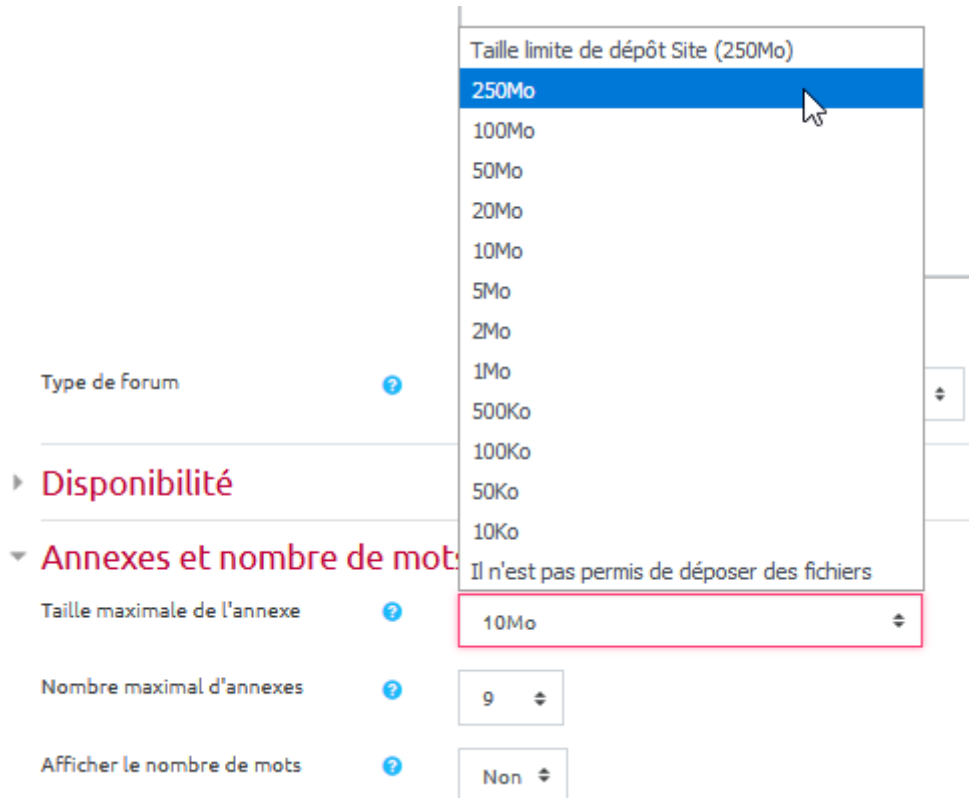 Taille limite de dépôt Site (250Mo)
250Mo
100Mo
50Mo
20Mo
10Mo
5Mo
2Mo
1Mo
500Ko
100Ko
50Ko
10Ko
Il n'est pas permis de déposer des fichiers
Type de forum
Disponibilité
Annexes et nombre de mots
Taille maximale de l'annexe
10Mo
Nombre maximal d'annexes
9
Afficher le nombre de mots
Non